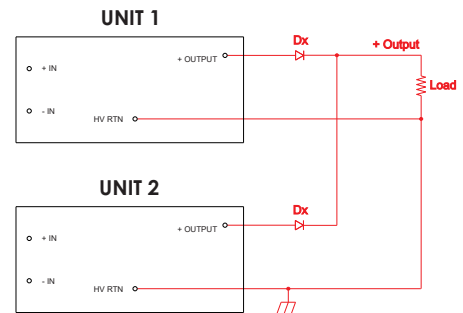 UNIT 1
Dx
+ Output
+ OUTPUT
+ IN
Load
- IN
HV RTN
UNIT 2
Dx
+ OUTPUT
+ IN
- IN
HV RTN